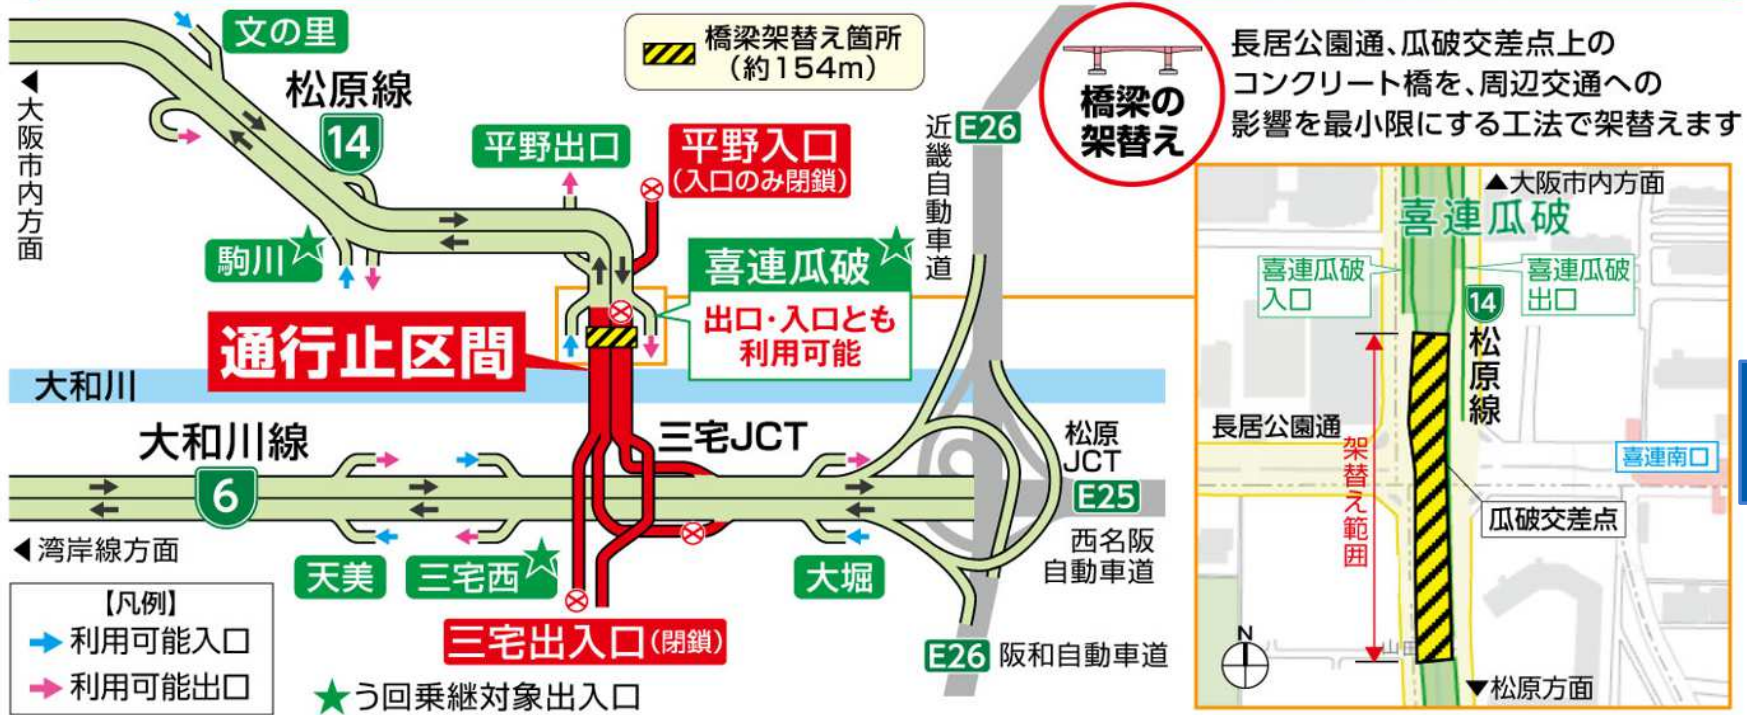 文の里
松原線
14
大阪市内方面
橋梁架替え箇所
(約154m)
橋梁の
架替え
長居公園通、瓜破交差点上の
コンクリート橋を、周辺交通への
影響を最小限にする工法で架替えます
平野出口
平野入口
(入口のみ閉鎖)
近畿自動車道
E26
駒川
喜連瓜破
出口・入口とも
利用可能
通行止区間
大和川
大和川線
6
三宅JCT
松原
JCT
E25
西名阪
自動車道
湾岸線方面
天美
三宅西
大堀
三宅出入口(閉鎖)
E26 阪和自動車道
【凡例】
利用可能入口
利用可能出口
★う回乗継対象出入口
▲大阪市内方面
喜連瓜破
喜連瓜破
入口
喜連瓜破
出口
14
松原線
長居公園通
架替え範囲
喜連南口
瓜破交差点
N
▼松原方面